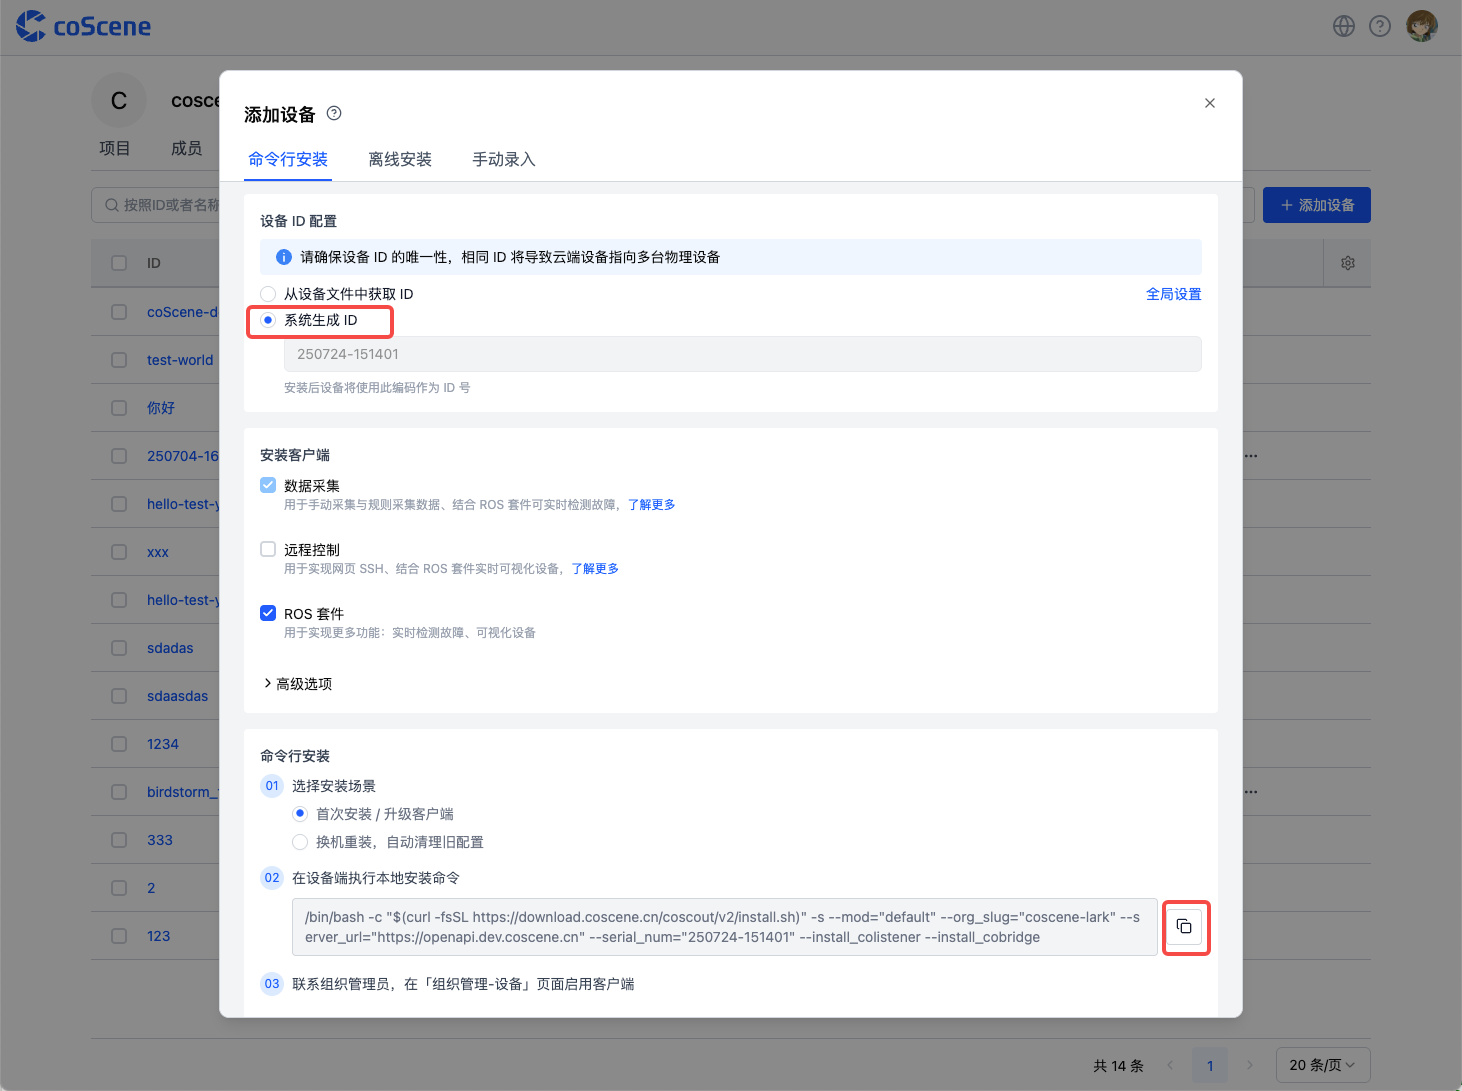 coScene
C
cosce
项目
成员
按照ID或者名称
添加设备
ID
coScene-d
test-world
你好
250704-16
hello-test-y
xxx
hello-test-y
sdadas
sdaasdas
1234
birdstorm_
333
2
123
添加设备
命令行安装
离线安装
手动录入
设备 ID 配置
请确保设备 ID 的唯一性，相同 ID 将导致云端设备指向多台物理设备
从设备文件中获取 ID
全局设置
系统生成 ID
250724-151401
安装后设备将使用此编码作为 ID 号
安装客户端
数据采集
用于手动采集与规则采集数据、结合 ROS 套件可实时检测故障，了解更多
远程控制
用于实现网页 SSH、结合 ROS 套件实时可视化设备，了解更多
ROS 套件
用于实现更多功能：实时检测故障、可视化设备
高级选项
命令行安装
01 选择安装场景
首次安装 / 升级客户端
换机重装，自动清理旧配置
02 在设备端执行本地安装命令
/bin/bash -c "$(curl -fsSL https://download.coscene.cn/coscout/v2/install.sh)" -s --mod="default" --org_slug="coscene-lark" --s
erver_url="https://openapi.dev.coscene.cn" --serial_num="250724-151401" --install_colistener --install_cobridge
03 联系组织管理员，在「组织管理-设备」页面启用客户端
共 14 条
1
20 条/页